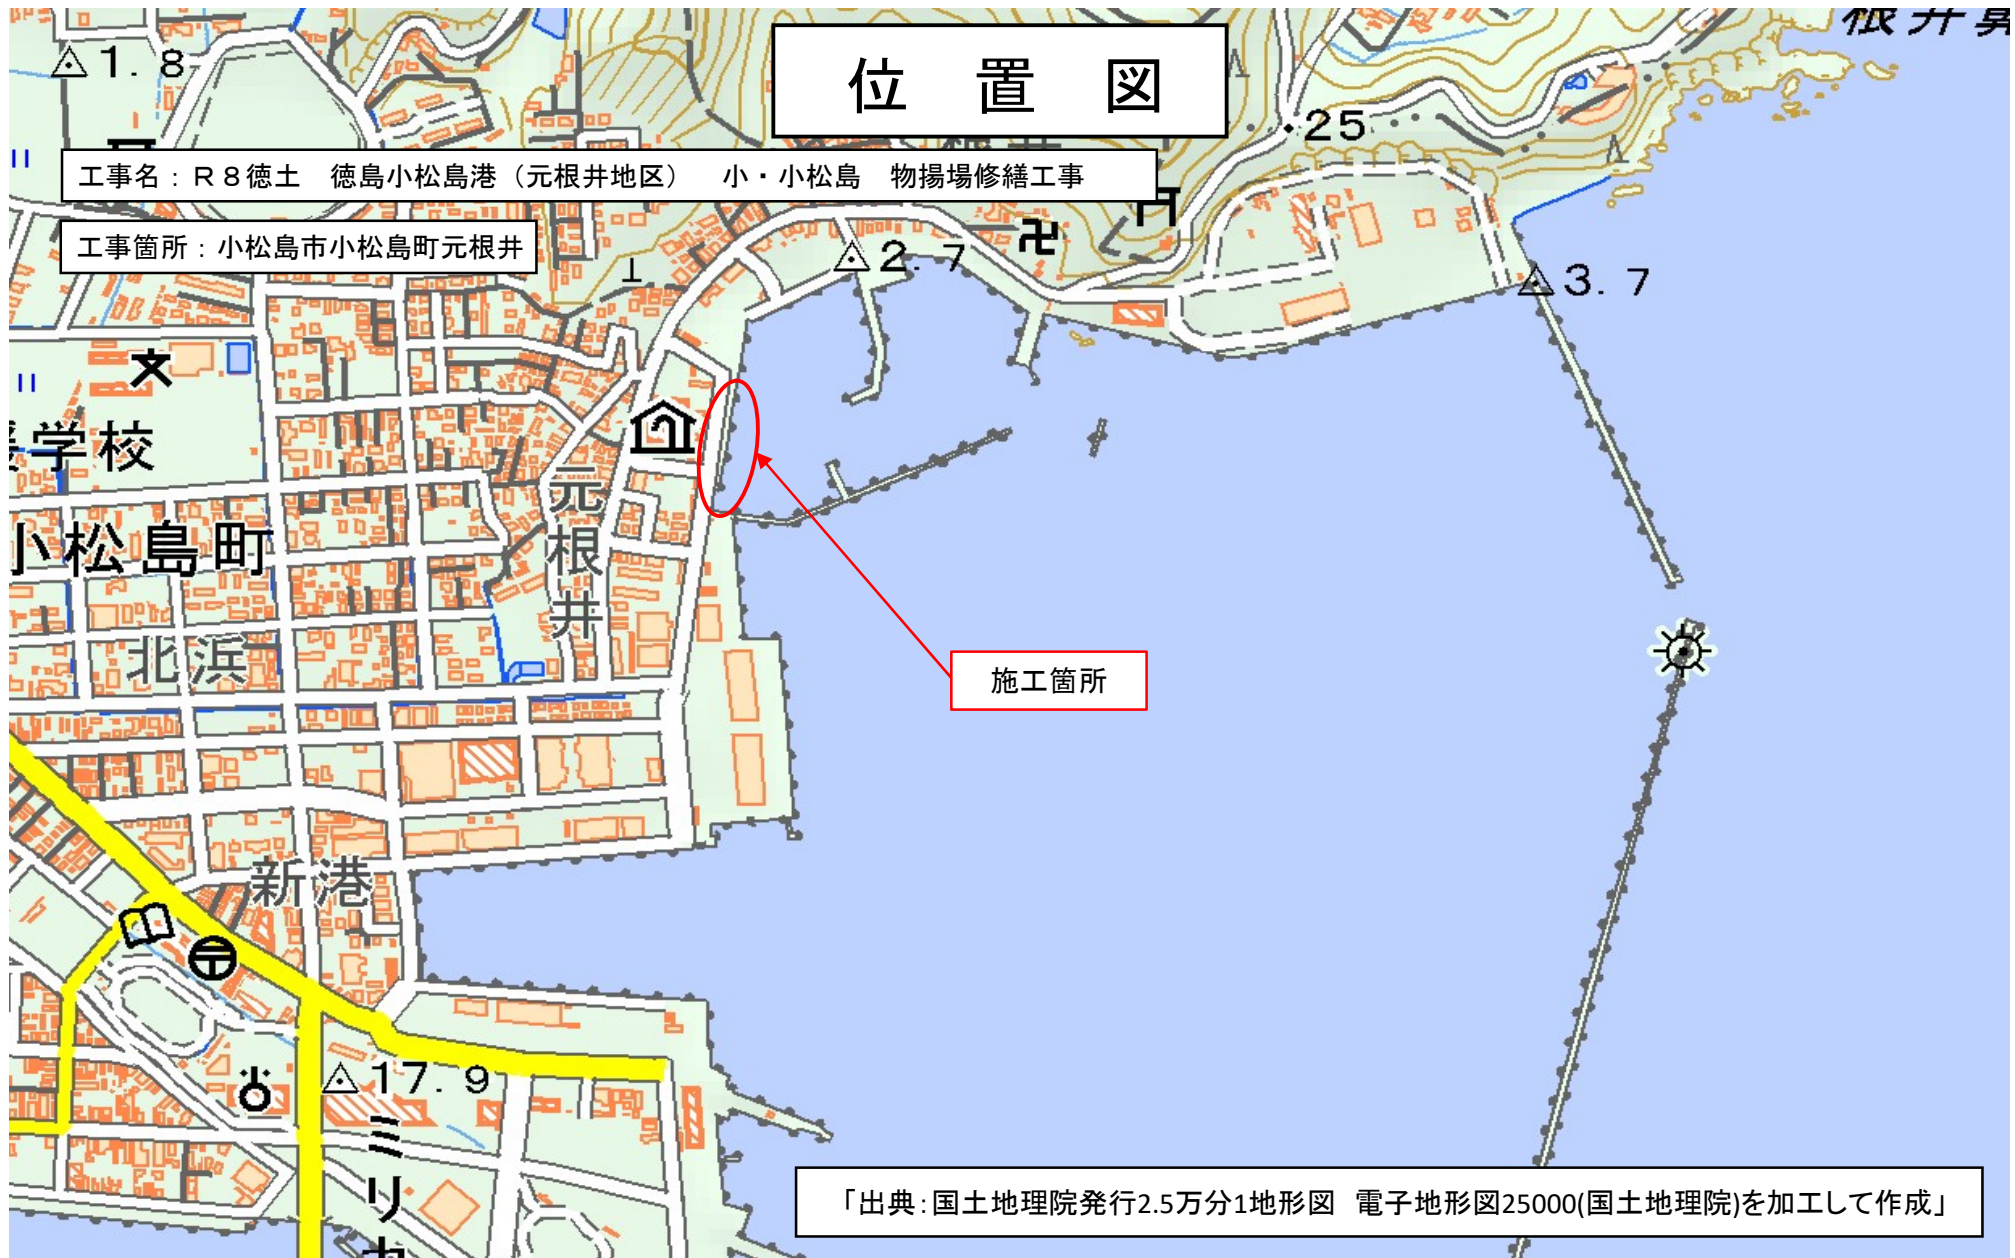 位　置　図
工事名：Ｒ８徳土　徳島小松島港（元根井地区）　小・小松島　物揚場修繕工事
工事箇所：小松島市小松島町元根井
1. 8
25
2. 7
3. 7
学校
元根井
小松島町
北浜
施工箇所
新港
17. 9
ミリカ
「出典：国土地理院発行2.5万分1地形図　電子地形図25000(国土地理院)を加工して作成」